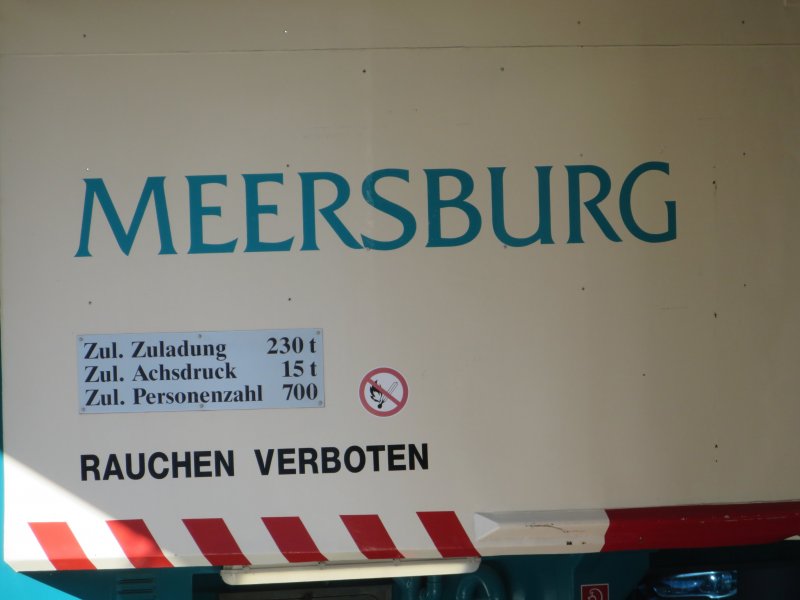 MEERSBURG
Zul. Zuladung 230 t
Zul. Achsdruck 15 t
Zul. Personenzahl 700
RAUCHEN VERBOTEN